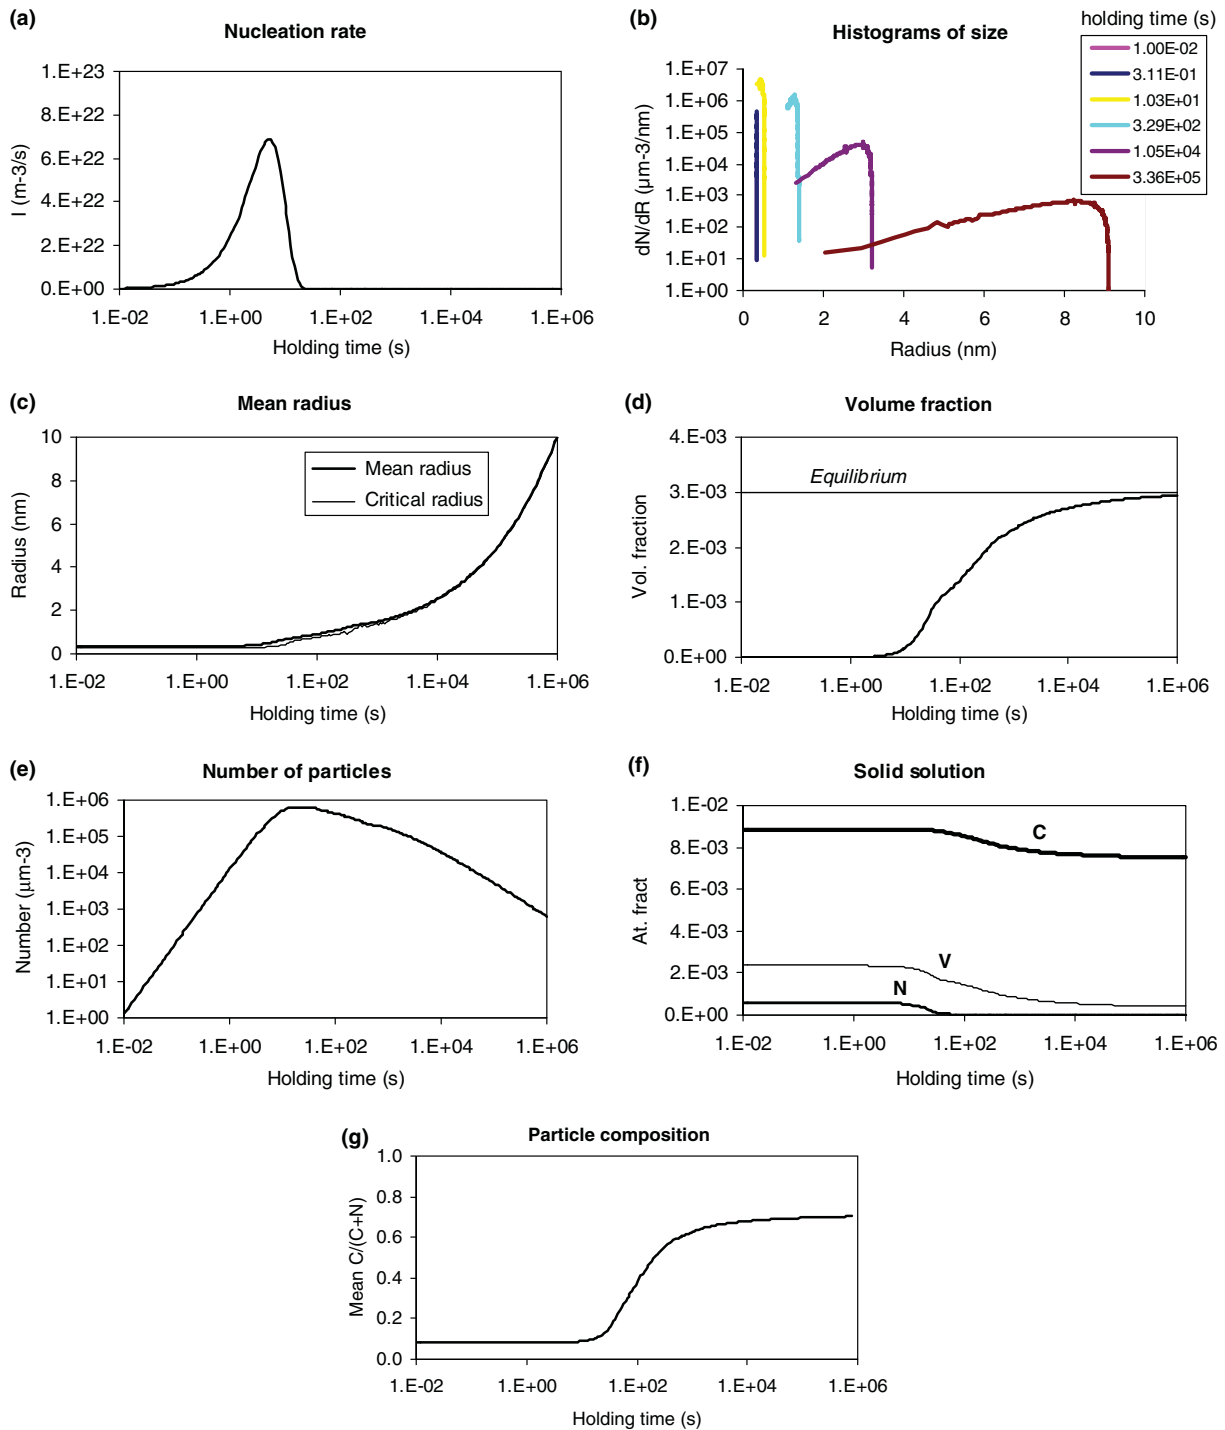 (a)
Nucleation rate
1.E+23
8.E+22
6.E+22
4.E+22
2.E+22
0.E+00
I (m-3/s)
1.E-02
1.E+00
1.E+02
1.E+04
1.E+06
Holding time (s)
(b)
Histograms of size
holding time (s)
1.00E-02
3.11E-01
1.03E+01
3.29E+02
1.05E+04
3.36E+05
1.E+07
1.E+06
1.E+05
1.E+04
1.E+03
1.E+02
1.E+01
1.E+00
dN/dR (µm-3/nm)
0
2
4
6
8
10
Radius (nm)
(c)
Mean radius
10
8
6
4
2
0
Radius (nm)
Mean radius
Critical radius
1.E-02
1.E+00
1.E+02
1.E+04
1.E+06
Holding time (s)
(d)
Volume fraction
4.E-03
3.E-03
2.E-03
1.E-03
0.E+00
Vol. fraction
Equilibrium
1.E-02
1.E+00
1.E+02
1.E+04
1.E+06
Holding time (s)
(e)
Number of particles
1.E+06
1.E+05
1.E+04
1.E+03
1.E+02
1.E+01
1.E+00
Number (µm-3)
1.E-02
1.E+00
1.E+02
1.E+04
1.E+06
Holding time (s)
(f)
Solid solution
1.E-02
8.E-03
6.E-03
4.E-03
2.E-03
0.E+00
At. fract
C
V
N
1.E-02
1.E+00
1.E+02
1.E+04
1.E+06
Holding time (s)
(g)
Particle composition
1.0
0.8
0.6
0.4
0.2
0.0
Mean C/(C+N)
1.E-02
1.E+00
1.E+02
1.E+04
1.E+06
Holding time (s)